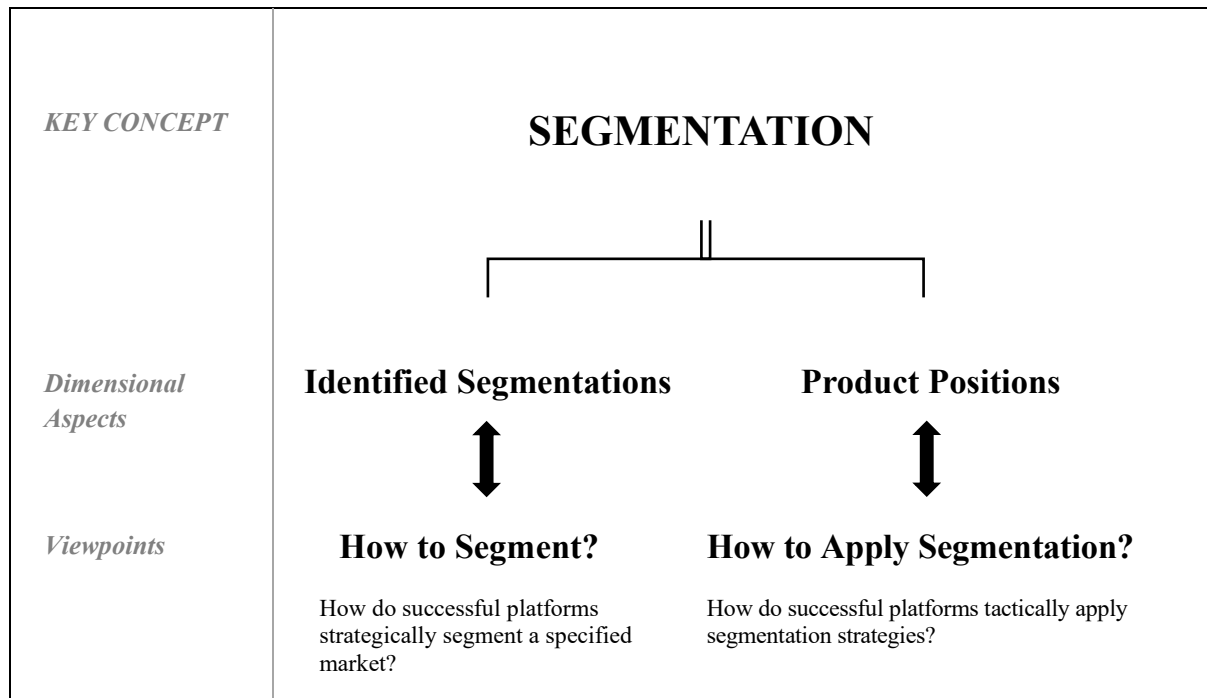 KEY CONCEPT
SEGMENTATION
Dimensional
Aspects
Identified Segmentations
Product Positions
Viewpoints
How to Segment?
How to Apply Segmentation?
How do successful platforms
strategically segment a specified
market?
How do successful platforms tactically apply
segmentation strategies?